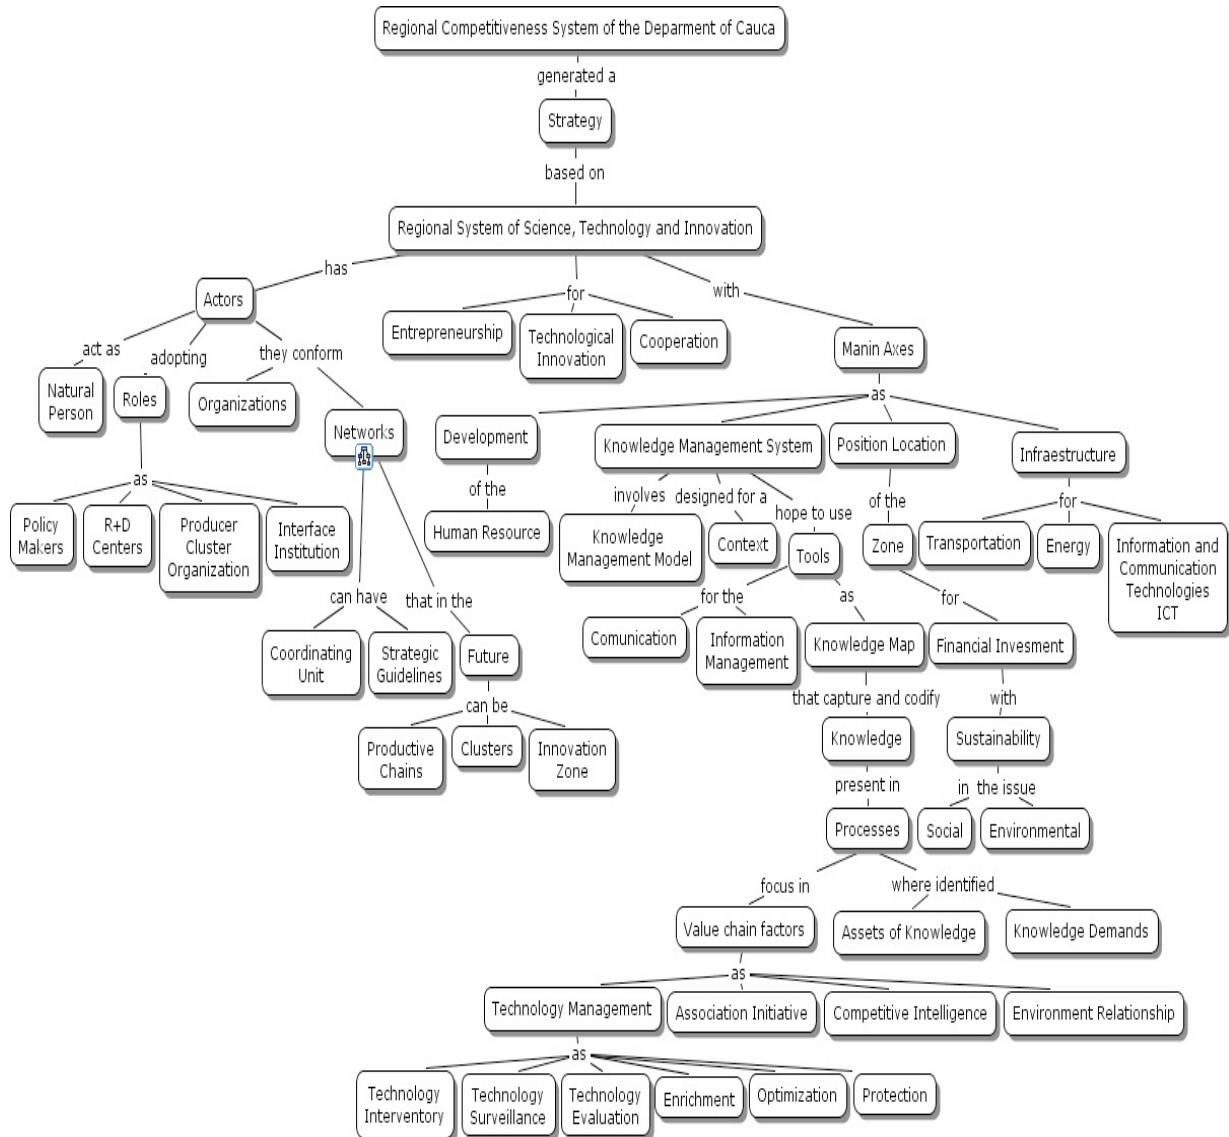 Regional Competitiveness System of the Deparment of Cauca
generated a
Strategy
based on
Regional System of Science, Technology and Innovation
has
for
with
Actors
Entrepreneurship
Technological
Innovation
Cooperation
Manin Axes
act as
adopting
they conform
as
Natural
Person
Roles
Organizations
Networks
Development
Knowledge Management System
Position Location
Infraestructure
as
of the
involves
designed for a
hope to use
of the
for
Policy
Makers
R+D
Centers
Producer
Cluster
Organization
Interface
Institution
Human Resource
Knowledge
Management Model
Context
Tools
Zone
Transportation
Energy
Information and
Communication
Technologies
ICT
can have
that in the
for the
as
for
Coordinating
Unit
Strategic
Guidelines
Future
Comunication
Information
Management
Knowledge Map
Financial Invesment
can be
that capture and codify
with
Productive
Chains
Clusters
Innovation
Zone
Knowledge
Sustainability
present in
in the issue
Processes
Social
Environmental
focus in
where identified
Value chain factors
Assets of Knowledge
Knowledge Demands
as
Technology Management
Association Initiative
Competitive Intelligence
Environment Relationship
as
Technology
Interventory
Technology
Surveillance
Technology
Evaluation
Enrichment
Optimization
Protection